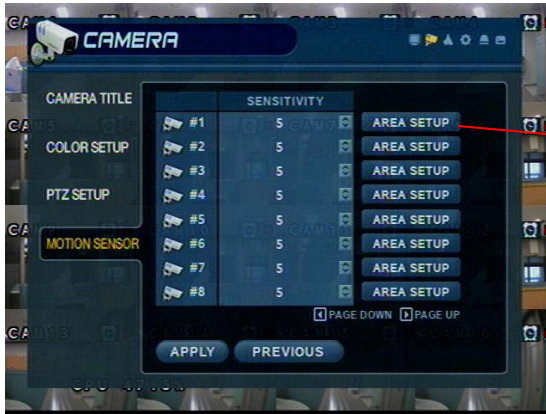 CAMERA
CAMERA TITLE
COLOR SETUP
PTZ SETUP
MOTION SENSOR
SENSITIVITY
#1 5 AREA SETUP
#2 5 AREA SETUP
#3 5 AREA SETUP
#4 5 AREA SETUP
#5 5 AREA SETUP
#6 5 AREA SETUP
#7 5 AREA SETUP
#8 5 AREA SETUP
PAGE DOWN PAGE UP
APPLY PREVIOUS